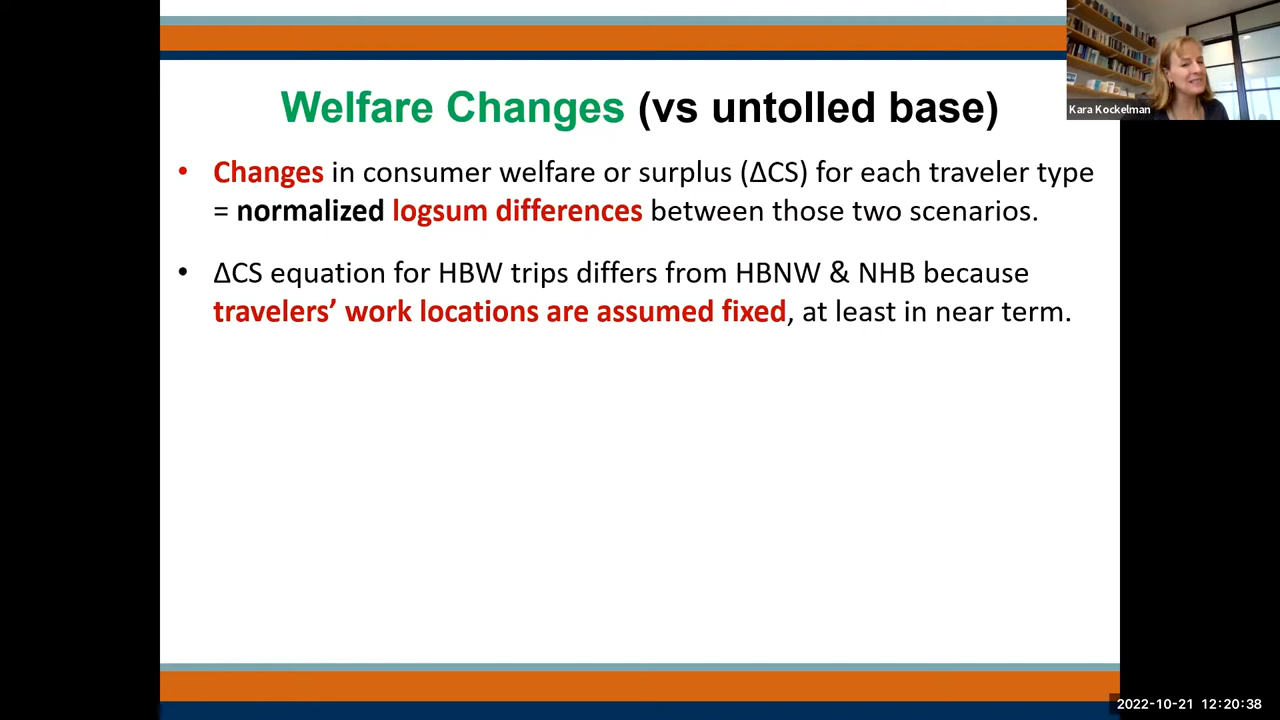 Kara Kockelman
Welfare Changes (vs untolled base)
• Changes in consumer welfare or surplus (ΔCS) for each traveler type
= normalized logsum differences between those two scenarios.
• ΔCS equation for HBW trips differs from HBNW & NHB because
travelers’ work locations are assumed fixed, at least in near term.
2022-10-21 12:20:38